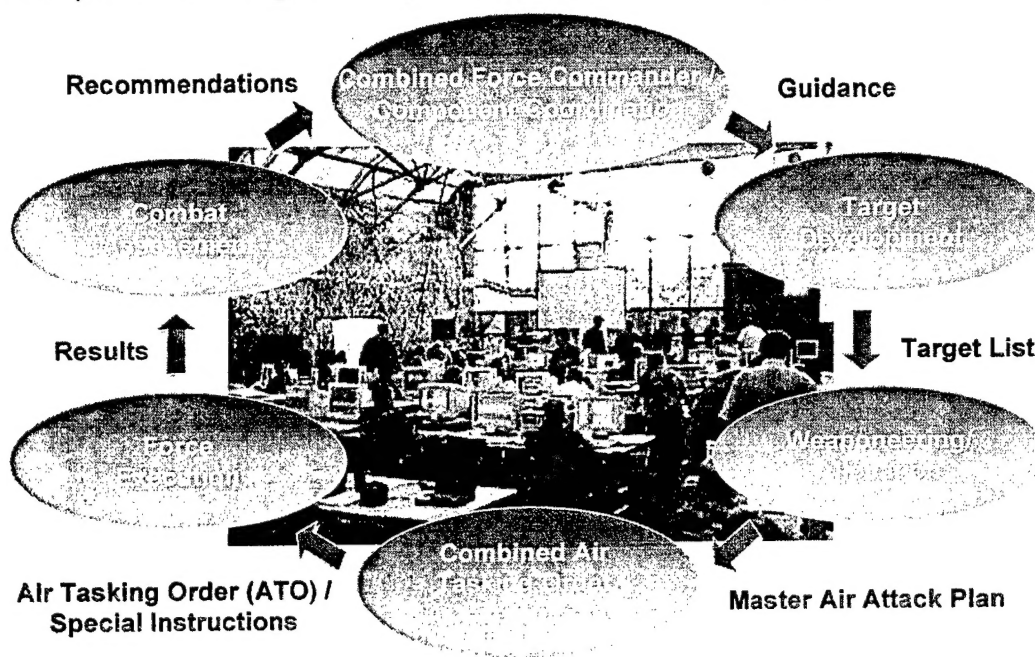 Recommendations
Combined Force Commander /
Component Coordination
Guidance
Combat
Assessment
Target
Development
Results
Target List
Force
Execution
Weaponeering/
Combined Air
Tasking
Air Tasking Order (ATO) /
Special Instructions
Master Air Attack Plan